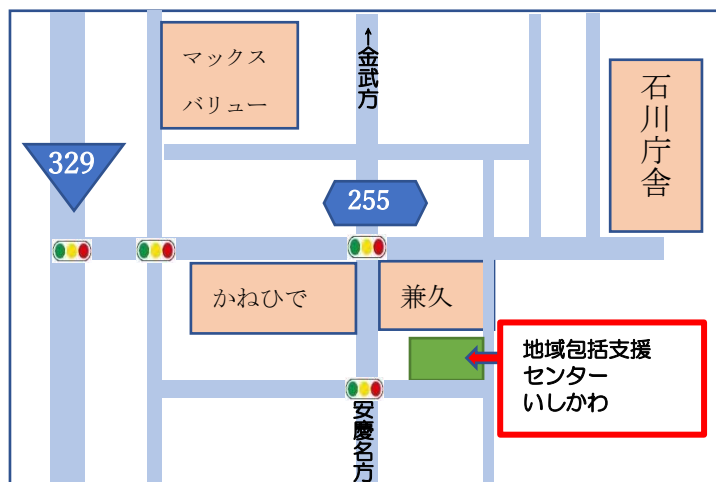 マックス
バリュー
↑金武方
石川庁舎
329
255
かねひで
兼久
地域包括支援
センター
いしかわ
安慶名方